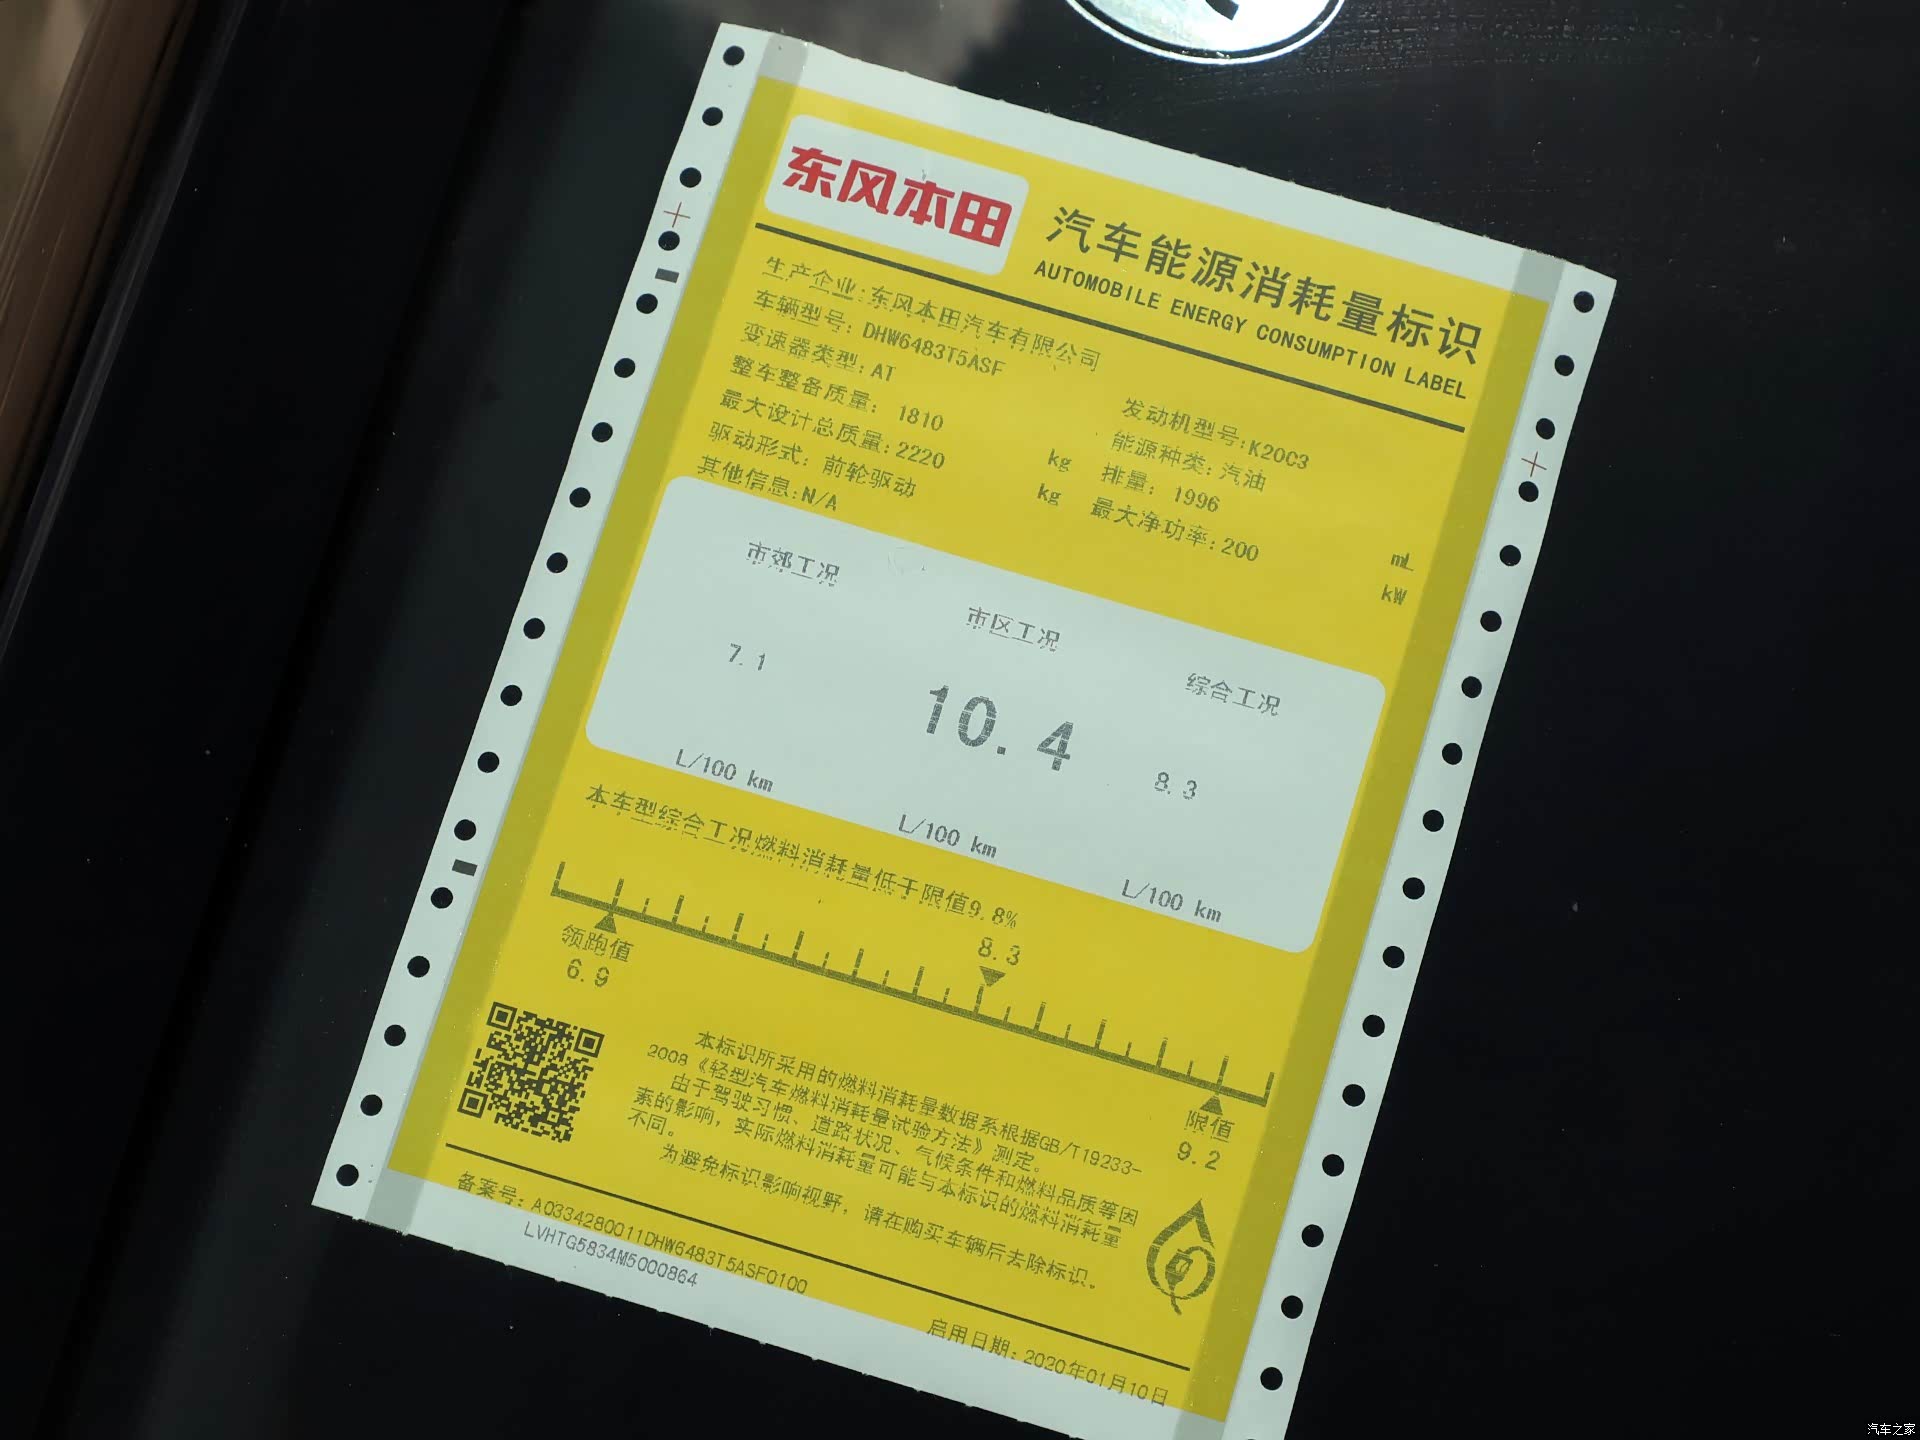 东风本田
汽车能源消耗量标识
AUTOMOBILE ENERGY CONSUMPTION LABEL
生产企业:东风本田汽车有限公司
车辆型号: DHW6483T5ASF
变速器类型: AT
整车整备质量: 1810 kg
最大设计总质量:2220 kg
驱动形式: 前轮驱动
其他信息:N/A
发动机型号:K20C3
能源种类: 汽油
排量: 1996 mL
最大净功率:200 kW
市郊工况
7.1
L/100 km
市区工况
10.4
L/100 km
综合工况
8.3
L/100 km
本车型综合工况燃料消耗量低于限值9.8%
8.3
领跑值
6.9
限值
9.2
本标识所采用的燃料消耗量数据系根据GB/T19233-
2008《轻型汽车燃料消耗量试验方法》测定。
由于驾驶习惯、道路状况、气候条件和燃料品质等因
素的影响，实际燃料消耗量可能与本标识的燃料消耗量
不同。
为避免标识影响视野，请在购买车辆后去除标识。
备案号: A0334280011DHW6483T5ASF0100
LVHTG5834M5000864
启用日期: 2020年01月10日
汽车之家